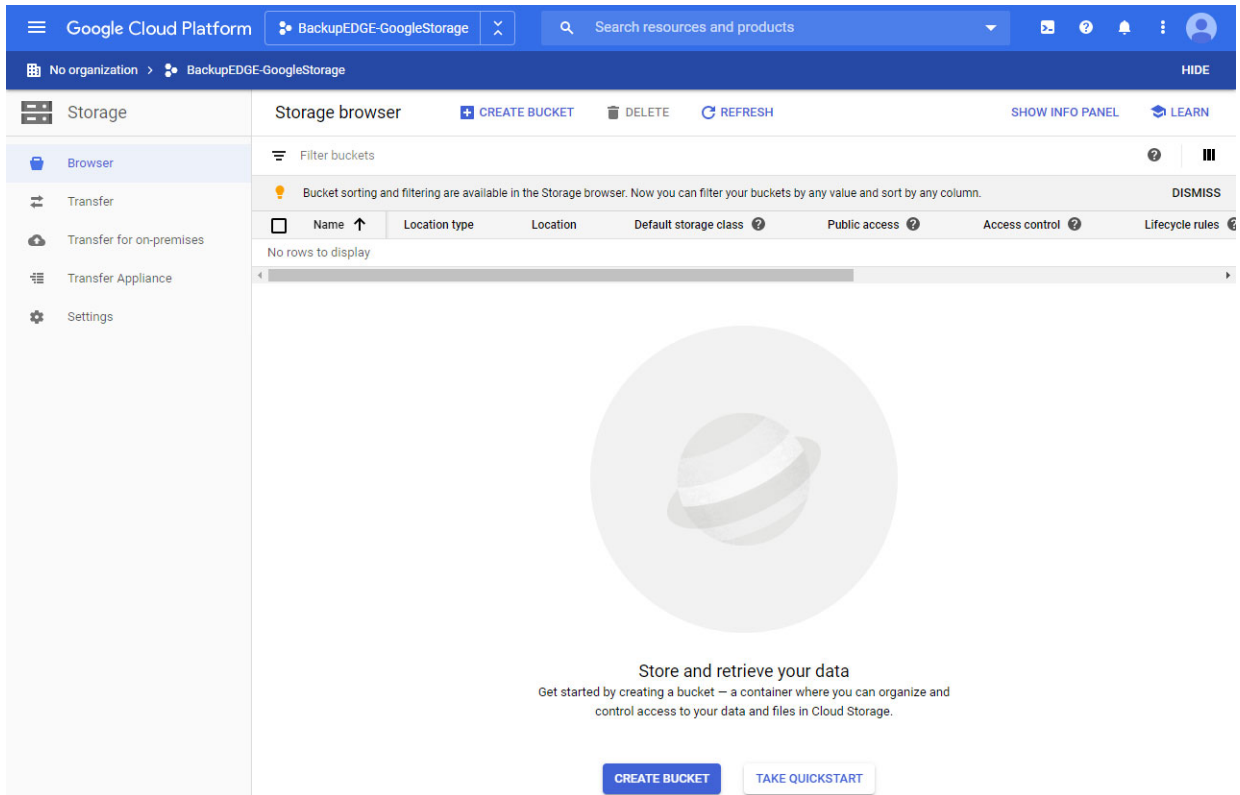 Google Cloud Platform BackupEDGE-GoogleStorage Search resources and products
No organization > BackupEDGE-GoogleStorage HIDE
Storage Storage browser CREATE BUCKET DELETE REFRESH SHOW INFO PANEL LEARN
Browser
Transfer
Transfer for on-premises
Transfer Appliance
Settings
Filter buckets
Bucket sorting and filtering are available in the Storage browser. Now you can filter your buckets by any value and sort by any column. DISMISS
Name Location type Location Default storage class Public access Access control Lifecycle rules
No rows to display
Store and retrieve your data
Get started by creating a bucket — a container where you can organize and
control access to your data and files in Cloud Storage.
CREATE BUCKET TAKE QUICKSTART